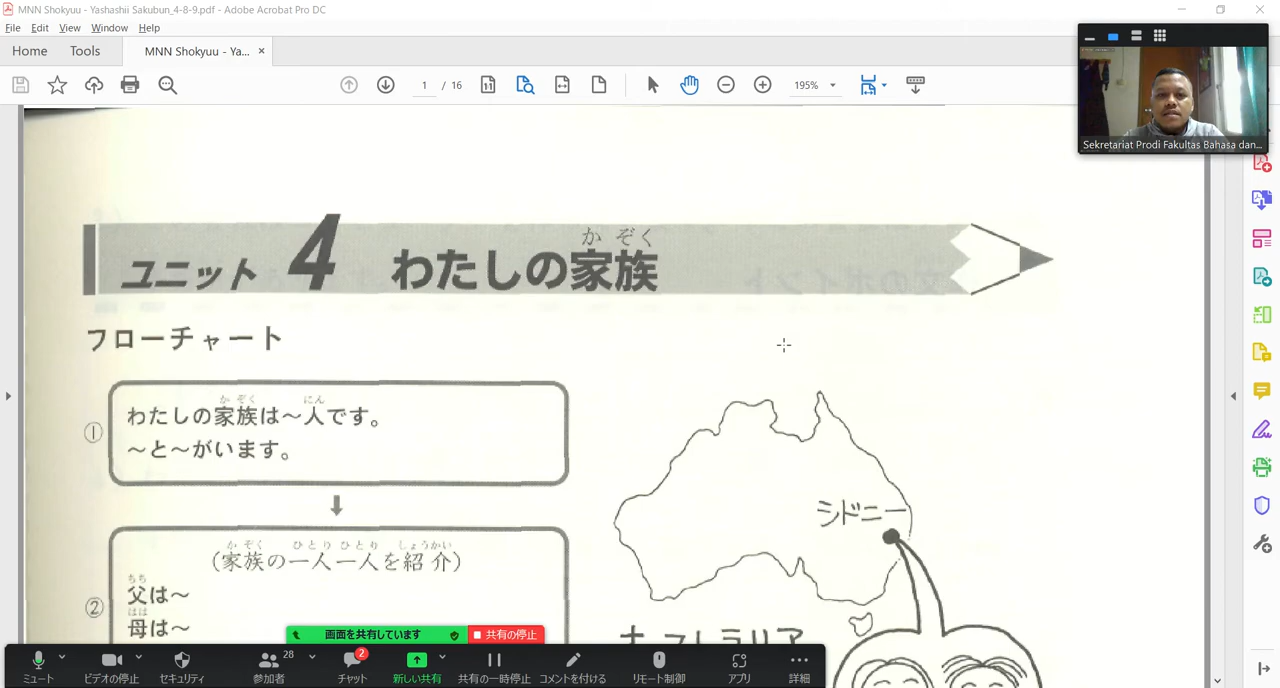 MNN Shokyuu - Yashashii Sakubun_4-8-9.pdf - Adobe Acrobat Pro DC
File Edit View Window Help
Home Tools MNN Shokyuu - Ya... ×
1 / 16 195%
Sekretariat Prodi Fakultas Bahasa dan...
か ぞく
ユニット 4 わたしの家族
フローチャート
か ぞく にん
① わたしの家族は～人です。
～と～がいます。
シドニー
か ぞく ひとり ひとり しょうかい
(家族の一人一人を紹介)
ちち
② 父は～
はは
母は～
オーストラリア
画面を共有しています 共有の停止
28 2
ミュート ビデオの停止 セキュリティ 参加者 チャット 新しい共有 共有の一時停止 コメントを付ける リモート制御 アプリ 詳細